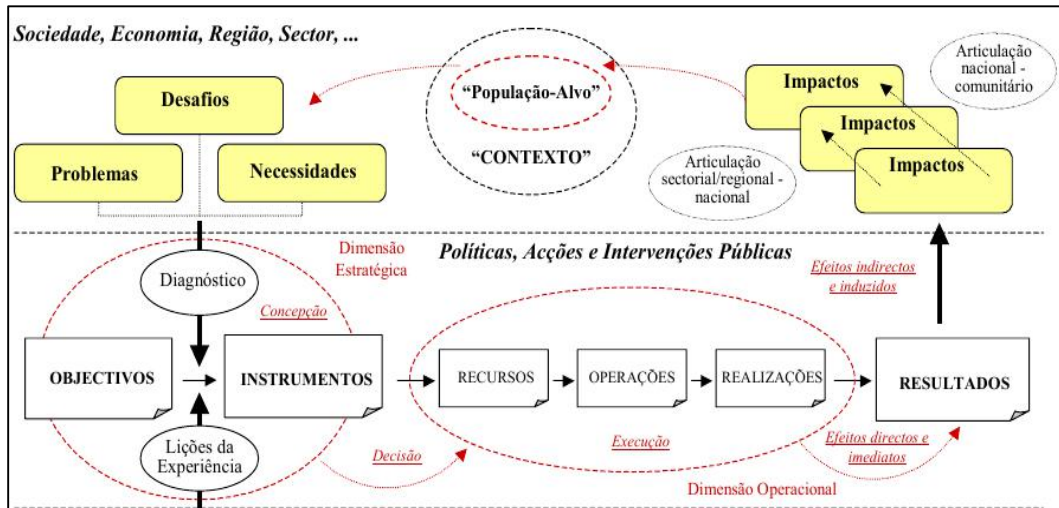 Sociedade, Economia, Região, Sector, ...
Desafios
Problemas
Necessidades
“População-Alvo”
“CONTEXTO”
Articulação
nacional -
comunitário
Impactos
Impactos
Impactos
Articulação
sectorial/regional -
nacional
Dimensão
Estratégica
Políticas, Acções e Intervenções Públicas
Diagnóstico
Concepção
Efeitos indirectos
e induzidos
OBJECTIVOS
INSTRUMENTOS
RECURSOS
OPERAÇÕES
REALIZAÇÕES
RESULTADOS
Lições da
Experiência
Decisão
Execução
Efeitos directos e
imediatos
Dimensão Operacional